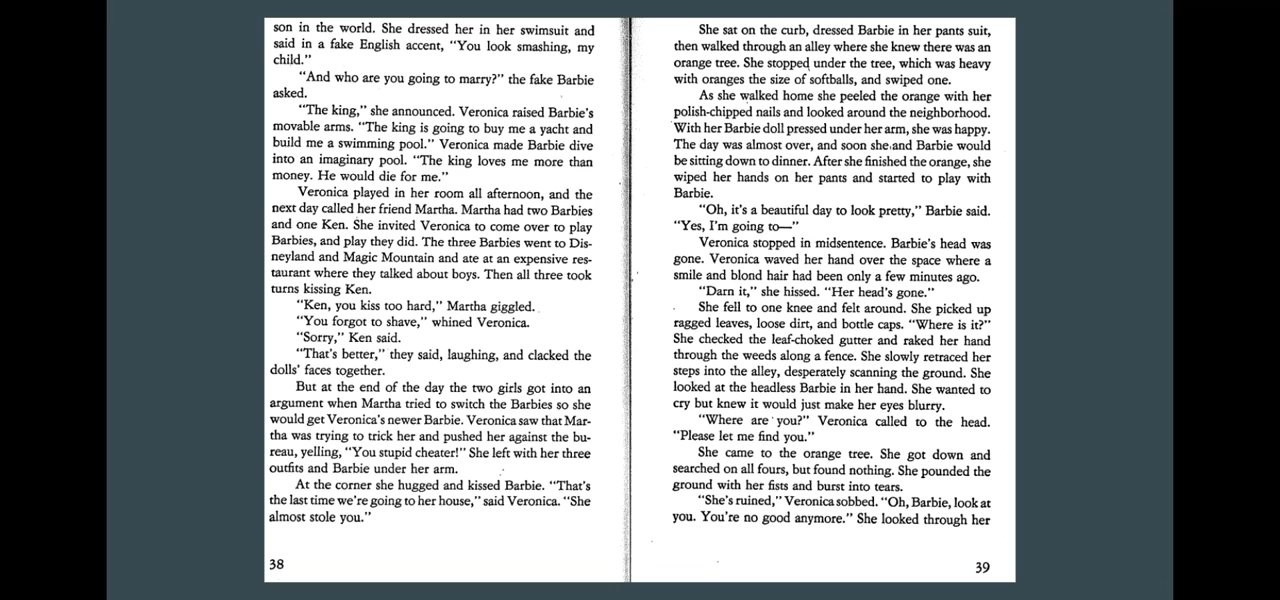 son in the world. She dressed her in her swimsuit and
said in a fake English accent, “You look smashing, my
child.”
“And who are you going to marry?” the fake Barbie
asked.
“The king,” she announced. Veronica raised Barbie's
movable arms. “The king is going to buy me a yacht and
build me a swimming pool.” Veronica made Barbie dive
into an imaginary pool. “The king loves me more than
money. He would die for me.”
Veronica played in her room all afternoon, and the
next day called her friend Martha. Martha had two Barbies
and one Ken. She invited Veronica to come over to play
Barbies, and play they did. The three Barbies went to Dis-
neyland and Magic Mountain and ate at an expensive res-
taurant where they talked about boys. Then all three took
turns kissing Ken.
“Ken, you kiss too hard,” Martha giggled.
“You forgot to shave,” whined Veronica.
“Sorry,” Ken said.
“That's better,” they said, laughing, and clacked the
dolls' faces together.
But at the end of the day the two girls got into an
argument when Martha tried to switch the Barbies so she
would get Veronica's newer Barbie. Veronica saw that Mar-
tha was trying to trick her and pushed her against the bu-
reau, yelling, “You stupid cheater!” She left with her three
outfits and Barbie under her arm.
At the corner she hugged and kissed Barbie. “That's
the last time we're going to her house,” said Veronica. “She
almost stole you.”
38
She sat on the curb, dressed Barbie in her pants suit,
then walked through an alley where she knew there was an
orange tree. She stopped under the tree, which was heavy
with oranges the size of softballs, and swiped one.
As she walked home she peeled the orange with her
polish-chipped nails and looked around the neighborhood.
With her Barbie doll pressed under her arm, she was happy.
The day was almost over, and soon she and Barbie would
be sitting down to dinner. After she finished the orange, she
wiped her hands on her pants and started to play with
Barbie.
“Oh, it's a beautiful day to look pretty,” Barbie said.
“Yes, I'm going to—”
Veronica stopped in midsentence. Barbie's head was
gone. Veronica waved her hand over the space where a
smile and blond hair had been only a few minutes ago.
“Darn it,” she hissed. “Her head's gone.”
She fell to one knee and felt around. She picked up
ragged leaves, loose dirt, and bottle caps. “Where is it?”
She checked the leaf-choked gutter and raked her hand
through the weeds along a fence. She slowly retraced her
steps into the alley, desperately scanning the ground. She
looked at the headless Barbie in her hand. She wanted to
cry but knew it would just make her eyes blurry.
“Where are you?” Veronica called to the head.
“Please let me find you.”
She came to the orange tree. She got down and
searched on all fours, but found nothing. She pounded the
ground with her fists and burst into tears.
“She's ruined,” Veronica sobbed. “Oh, Barbie, look at
you. You're no good anymore.” She looked through her
39